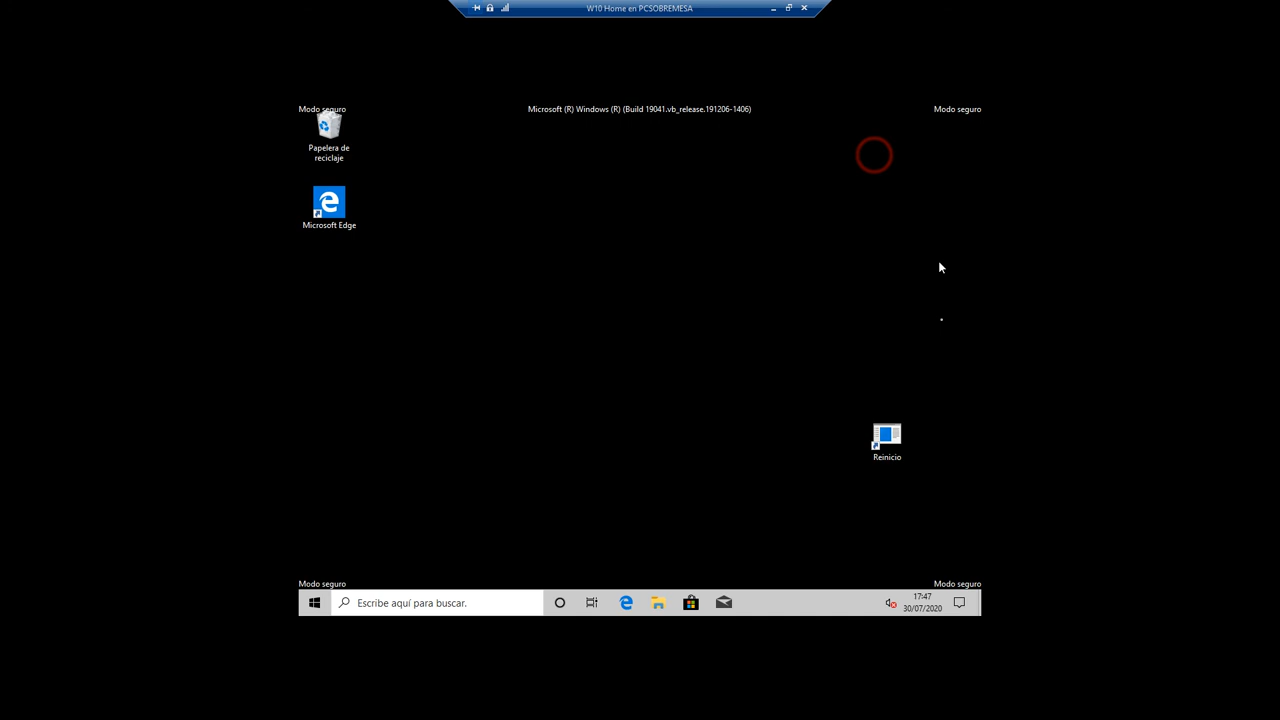 W10 Home en PCSOBREMESA
Modo seguro
Microsoft (R) Windows (R) (Build 19041.vb_release.191206-1406)
Modo seguro
Papelera de
reciclaje
Microsoft Edge
Reinicio
Modo seguro
Modo seguro
Escribe aquí para buscar.
17:47
30/07/2020